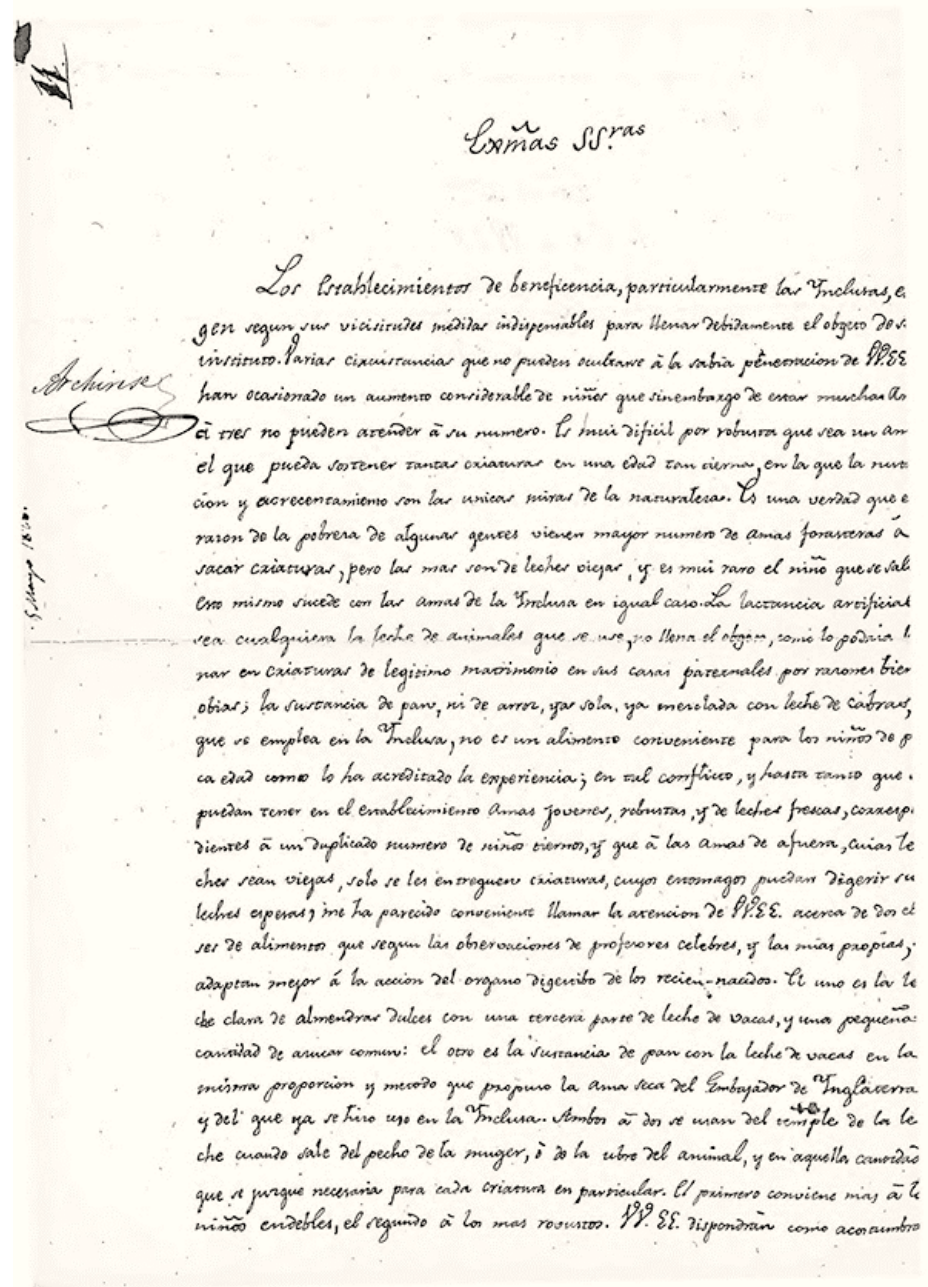 11
Exm̃as SS.ras
Los Establecimientos de beneficencia, particularmente las Ynclusas, e
gen segun sus vicisitudes medidas indispensables para llenar debidamente el objeto de s
instituto. Varias circustancias que no pueden ocultarse â la sabia penetracion de VV.EE
han ocasionado un aumento considerable de niños que sinembargo de estar muchas A
â tres no pueden atender â su numero. Es mui dificil por robusta que sea un am
el que pueda sostener tantas criaturas en una edad tan tierna, en la que la nut
cion y acrecentamiento son las unicas miras de la naturaleza. Es una verdad que e
razon de la pobreza de algunas gentes vienen mayor numero de amas forasteras â
sacar criaturas, pero las mas son de leches viejas, y es mui raro el niño que se sal
esto mismo sucede con las amas de la Ynclusa en igual caso. La lactancia artificial
sea cualquiera la leche de animales que se use, no llena el objeto, como lo podria l
nar en criaturas de legitimo matrimonio en sus casas paternales por razones bien
obias; la sustancia de pan, ni de arroz, ya sola, ya mezclada con leche de cabras,
que se emplea en la Ynclusa, no es un alimento conveniente para los niños de p
ca edad como lo ha acreditado la experiencia; en tal conflicto, y hasta tanto que
puedan tener en el establecimiento Amas jovenes, robustas, y de leches frescas, corresp
dientes â un duplicado numero de niños tiernos, y que â las amas de afuera, cuias le
ches sean viejas, solo se les entreguen criaturas, cuyos estomagos puedan digerir su
leches espesas; me ha parecido conveniente llamar la atencion de VV.EE. acerca de dos cl
ses de alimentos que segun las observaciones de profesores celebres, y las mias propias,
adaptan mejor â la accion del organo digestibo de los recien-nacidos. El uno es la le
che clara de almendras dulces con una tercera parte de leche de vacas, y una pequeña
cantidad de azucar comun: el otro es la sustancia de pan con la leche de vacas en la
misma proporcion y metodo que propuso la ama seca del Embajador de Ynglaterra
y del que ya se hizo uso en la Ynclusa. Ambos â dos se usan del temple de la le
che cuando sale del pecho de la muger, ô de la ubre del animal, y en aquella cantidad
que se juzgue necesaria para cada criatura en particular. El primero conviene mas â l
niños endebles, el segundo â los mas robustos. VV. EE. dispondrân como acostumbra
5 Mayo